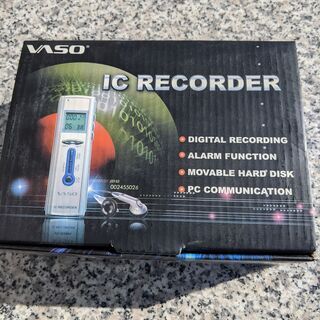 VASO®
iC RECORDER
DIGITAL RECORDING
ALARM FUNCTION
MOVABLE HARD DISK
PC COMMUNICATION
002455026
VASO
IC RECORDER